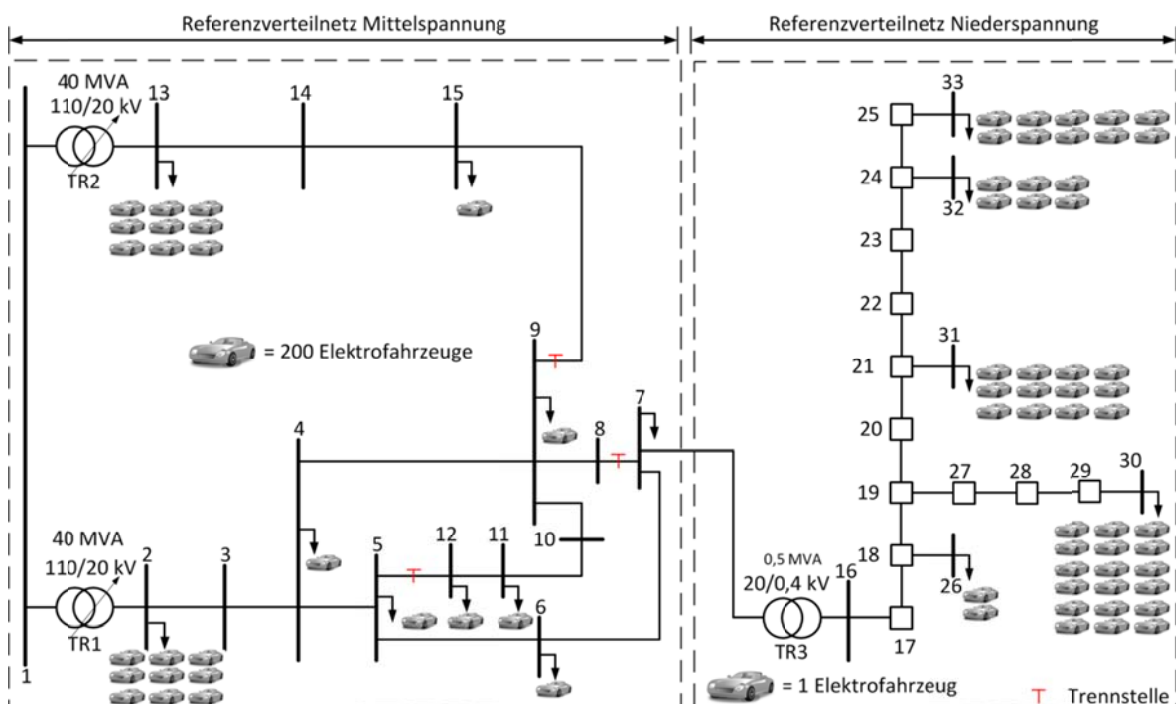 Referenzverteilnetz Mittelspannung
Referenzverteilnetz Niederspannung
40 MVA
110/20 kV
TR2
13
14
15
= 200 Elektrofahrzeuge
9
4
8
7
5
12
11
10
6
40 MVA
110/20 kV
TR1
2
3
1
33
25
24
32
23
22
31
21
20
19
27
28
29
30
18
26
17
0,5 MVA
20/0,4 kV
16
TR3
= 1 Elektrofahrzeug
Trennstelle